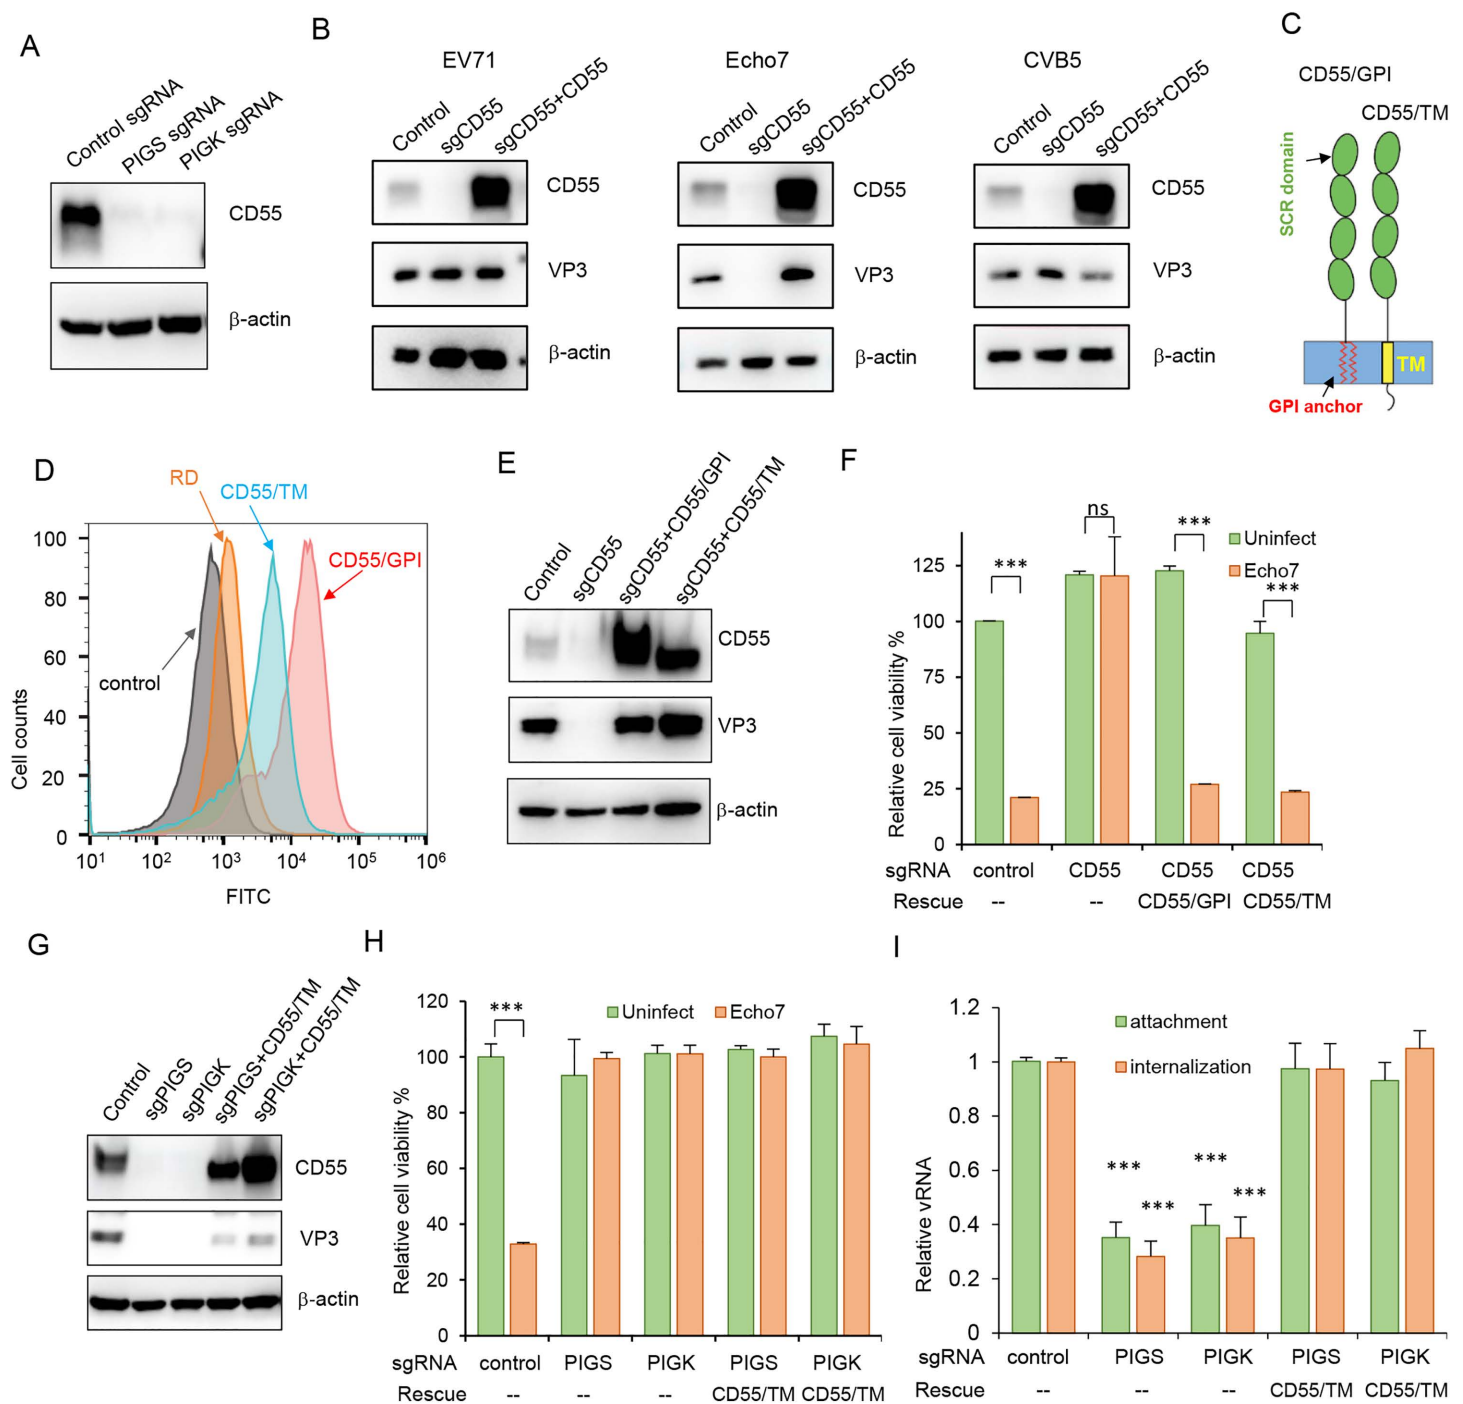 A
Control sgRNA
PIGS sgRNA
PIGK sgRNA
CD55
β-actin
B
EV71
Control
sgCD55
sgCD55+CD55
CD55
VP3
β-actin
Echo7
Control
sgCD55
sgCD55+CD55
CD55
VP3
β-actin
CVB5
Control
sgCD55
sgCD55+CD55
CD55
VP3
β-actin
C
CD55/GPI
CD55/TM
SCR domain
TM
GPI anchor
D
RD
CD55/TM
CD55/GPI
control
Cell counts
100
80
60
40
20
0
10¹ 10² 10³ 10⁴ 10⁵ 10⁶
FITC
E
Control
sgCD55
sgCD55+CD55/GPI
sgCD55+CD55/TM
CD55
VP3
β-actin
F
Relative cell viability %
125
100
75
50
25
0
*** ns *** ***
Uninfect
Echo7
sgRNA control CD55 CD55 CD55
Rescue -- -- CD55/GPI CD55/TM
G
Control
sgPIGS
sgPIGK
sgPIGS+CD55/TM
sgPIGK+CD55/TM
CD55
VP3
β-actin
H
Relative cell viability %
120
100
80
60
40
20
0
***
Uninfect Echo7
sgRNA control PIGS PIGK PIGS PIGK
Rescue -- -- -- CD55/TM CD55/TM
I
Relative vRNA
1.2
1
0.8
0.6
0.4
0.2
0
attachment
internalization
*** *** *** ***
sgRNA control PIGS PIGK PIGS PIGK
Rescue -- -- -- CD55/TM CD55/TM